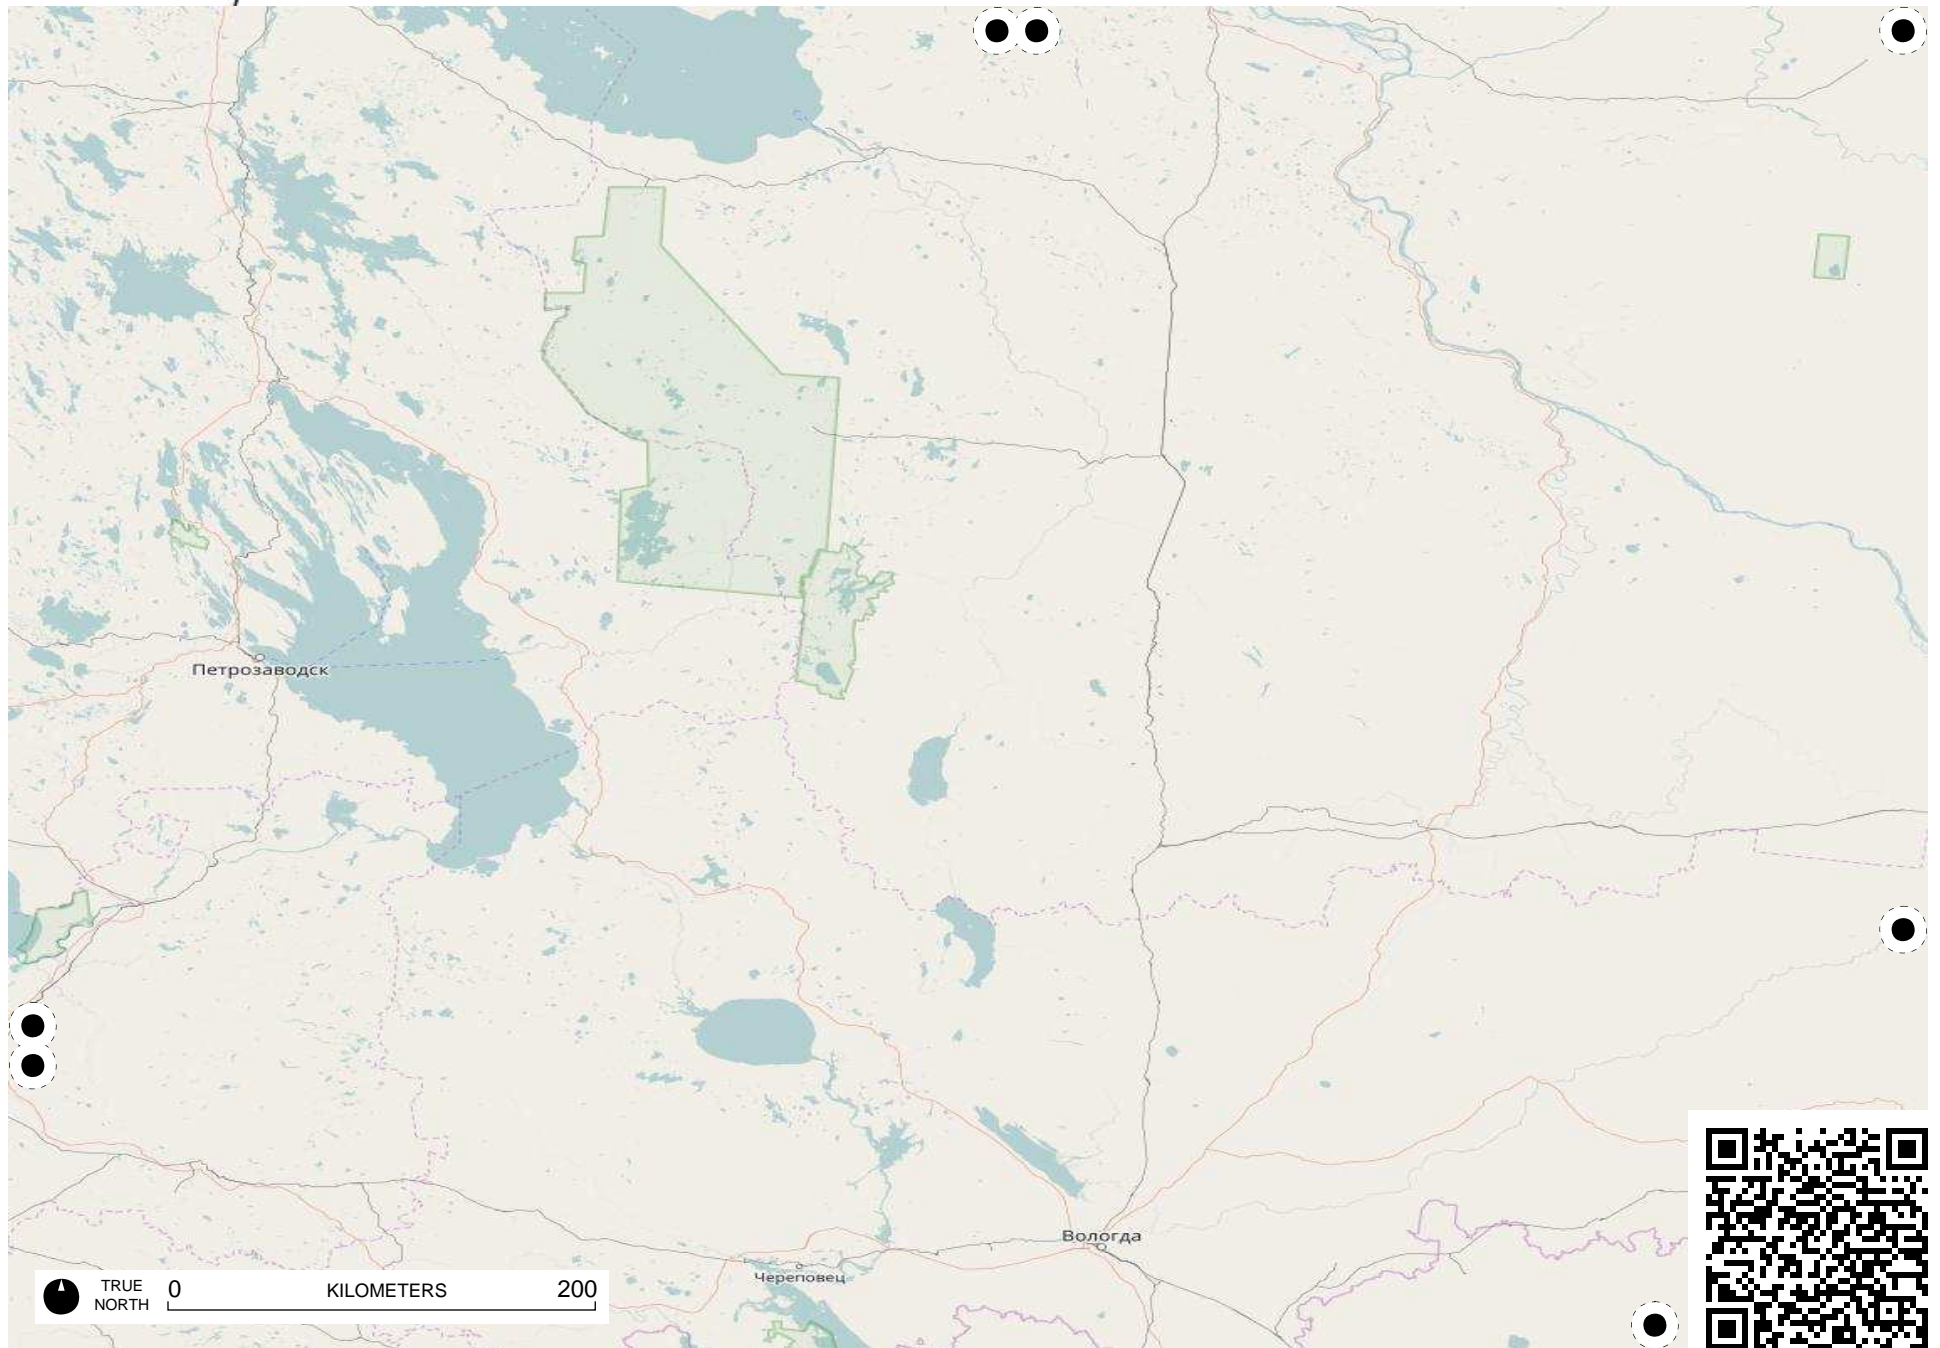 Петрозаводск
Вологда
Череповец
TRUE NORTH
0 KILOMETERS 200